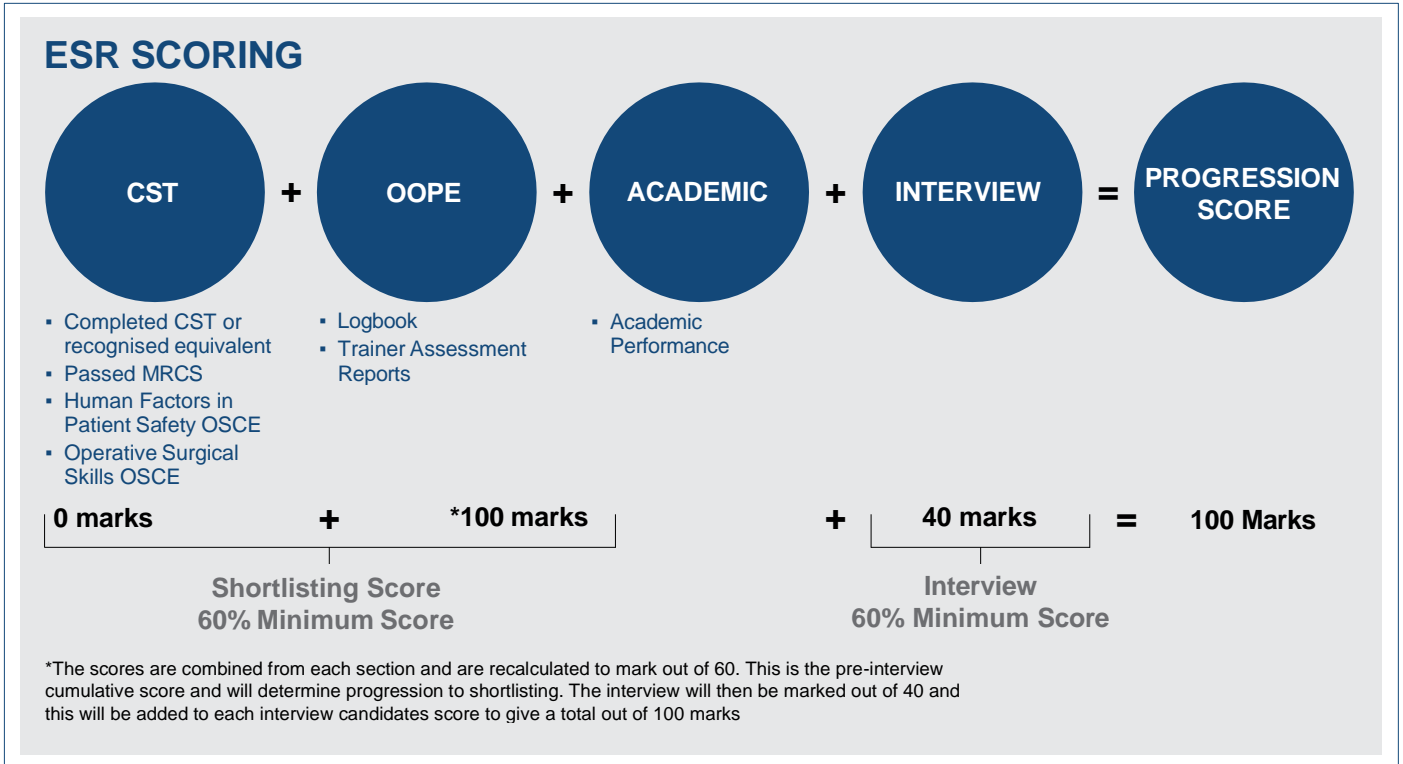 ESR SCORING
CST
+
OOPE
+
ACADEMIC
+
INTERVIEW
=
PROGRESSION
SCORE
▪ Completed CST or
recognised equivalent
▪ Passed MRCS
▪ Human Factors in
Patient Safety OSCE
▪ Operative Surgical
Skills OSCE
▪ Logbook
▪ Trainer Assessment
Reports
▪ Academic
Performance
0 marks + *100 marks + 40 marks = 100 Marks
Shortlisting Score
60% Minimum Score
Interview
60% Minimum Score
*The scores are combined from each section and are recalculated to mark out of 60. This is the pre-interview
cumulative score and will determine progression to shortlisting. The interview will then be marked out of 40 and
this will be added to each interview candidates score to give a total out of 100 marks